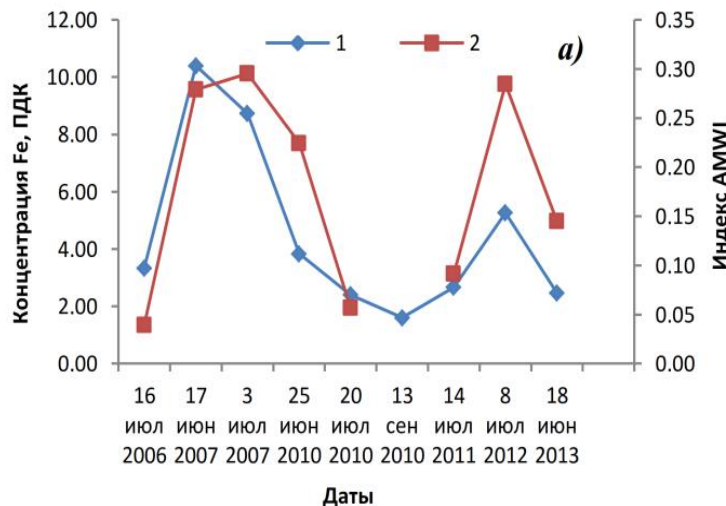 12.00
10.00
8.00
6.00
4.00
2.00
0.00
Концентрация Fe, ПДК
1 2 а)
0.35
0.30
0.25
0.20
0.15
0.10
0.05
0.00
Индекс AMWI
16 17 3 25 20 13 14 8 18
июл июн июл июн июл сен июл июл июн
2006 2007 2007 2010 2010 2010 2011 2012 2013
Даты